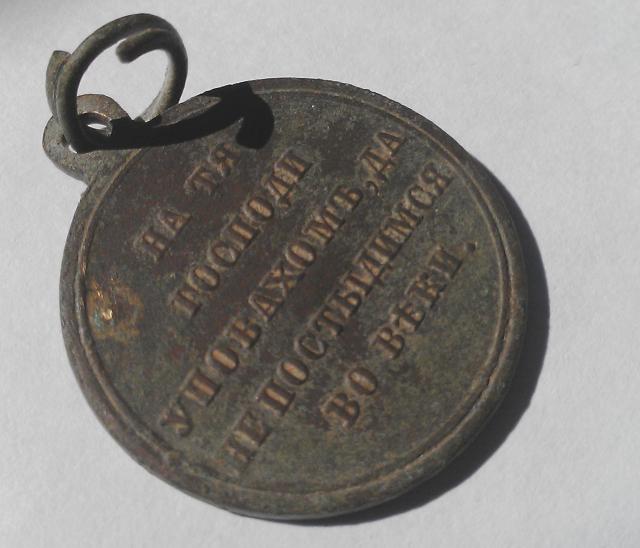 НА ТЯ
ГОСПОДИ
УПОВАХОМЪ, ДА
НЕ ПОСТЫДИМСЯ
ВО ВѢКИ.